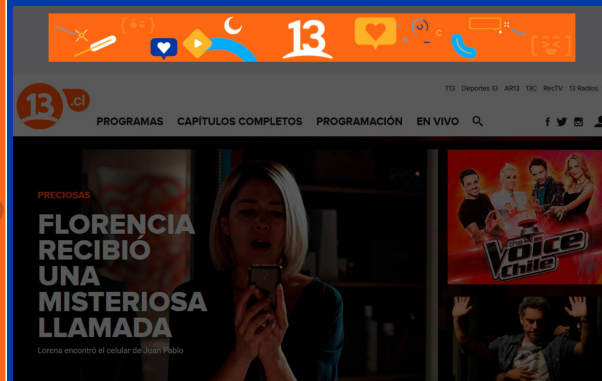 13
T13 Deportes 13 AR13 13C RecTV 13 Radios
13 .cl
PROGRAMAS CAPÍTULOS COMPLETOS PROGRAMACIÓN EN VIVO
PRECIOSAS
FLORENCIA
RECIBIÓ
UNA
MISTERIOSA
LLAMADA
Lorena encontró el celular de Juan Pablo
The
Voice
Chile